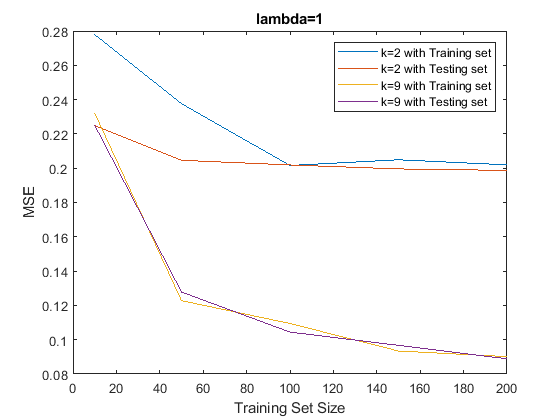 lambda=1
k=2 with Training set
k=2 with Testing set
k=9 with Training set
k=9 with Testing set
0.28
0.26
0.24
0.22
0.2
0.18
0.16
0.14
0.12
0.1
0.08
MSE
0 20 40 60 80 100 120 140 160 180 200
Training Set Size